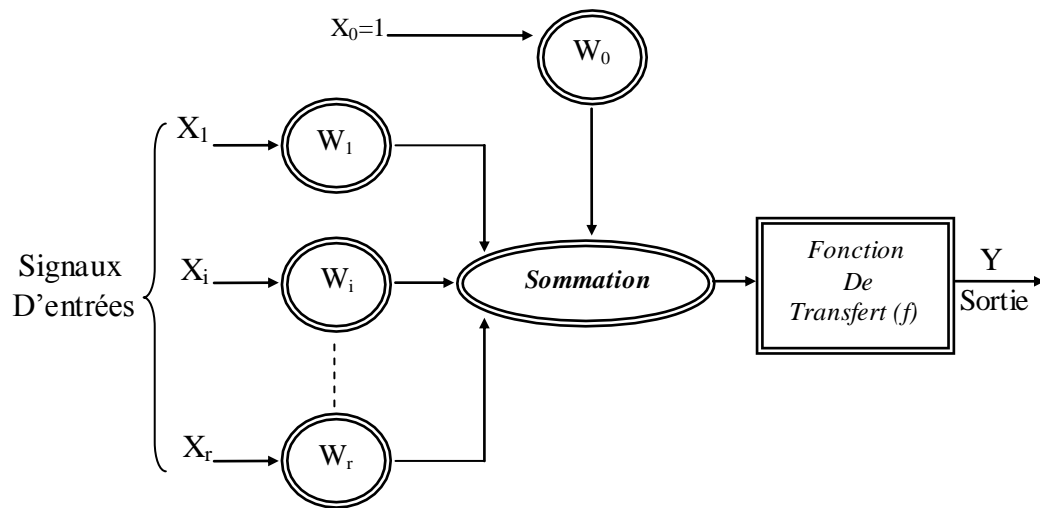 X₀=1
W₀
X₁
W₁
Signaux
D'entrées
Xᵢ
Wᵢ
Sommation
Fonction
De
Transfert (f)
Y
Sortie
Xᵣ
Wᵣ